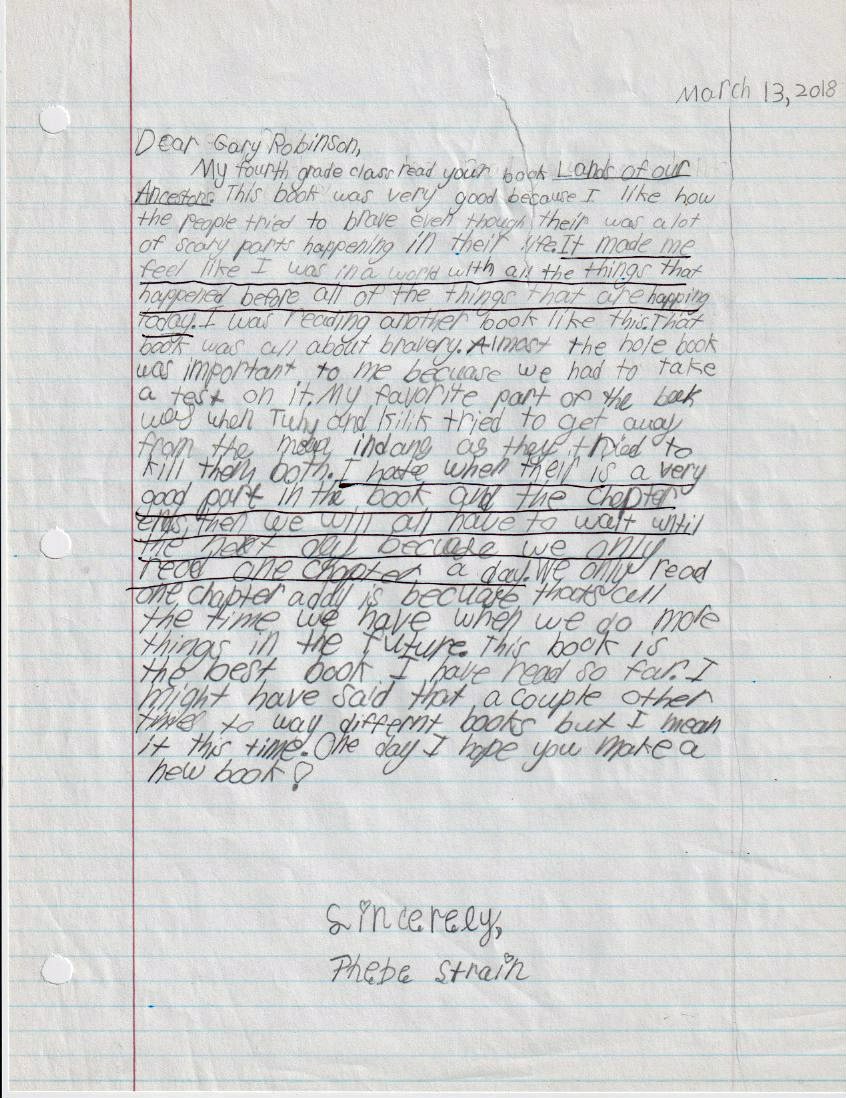 March 13, 2018
Dear Gary Robinson,
My fourth grade class read your book Lands of our
Ancestors. This book was very good because I like how
the people tried to brave even though their was a lot
of scary parts happening in their life. It made me
feel like I was in a world with all the things that
happened before all of the things that are happing
today. I was reading another book like this. That
book was all about bravery. Almost the hole book
was important to me becuase we had to take
a test on it. My favorite part of the book
was when Tuhy and Kilik tried to get away
from the as they tried to
kill them both. I hate when their is a very
good part in the book and the chapter
ends, then we will all have to wait until
the next day because we only
read one chapter a day. We only read
one chapter a day is becuase thats all
the time we have when we do more
things in the future. This book is
the best book I have read so far. I
might have said that a couple other
times to way differnt books but I mean
it this time. One day I hope you make a
new book!
Sincerely,
Phebe Strain